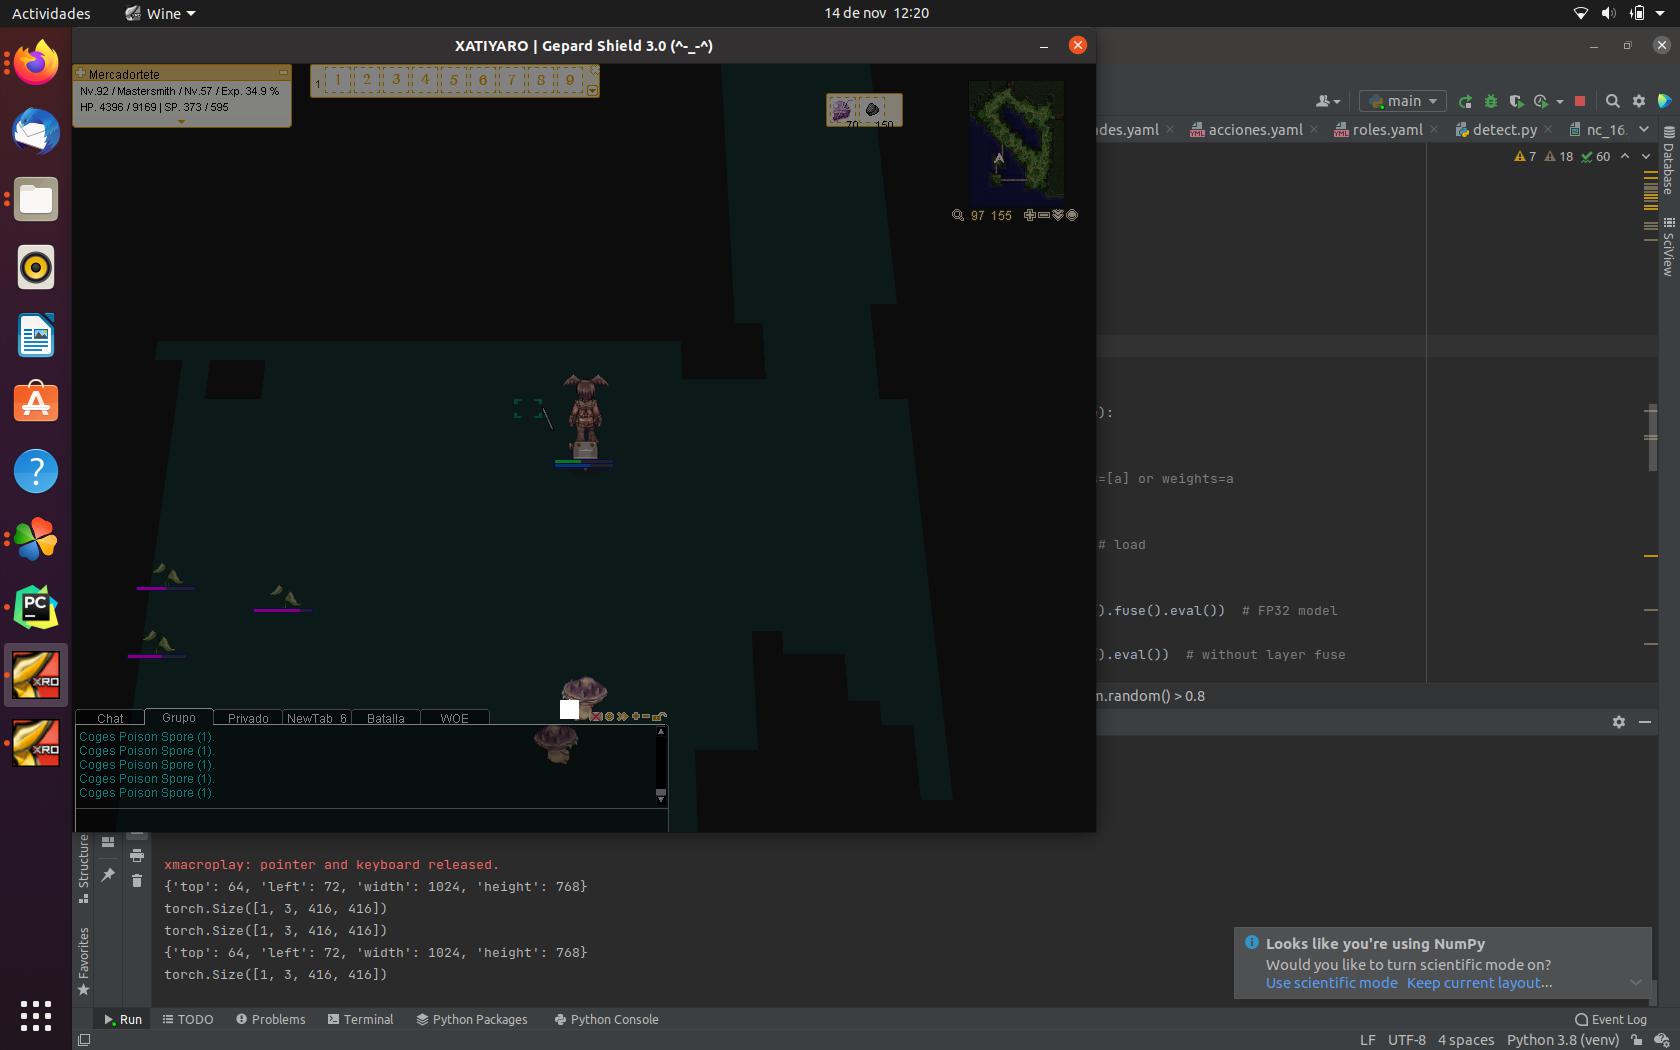 Actividades
Wine
14 de nov 12:20
XATIYARO | Gepard Shield 3.0 (^-_-^)
Mercadortete
Nv.92 / Mastersmith / Nv.57 / Exp. 34.9 %
HP. 4396 / 9169 | SP. 373 / 595
1 1 2 3 4 5 6 7 8 9
70 150
97 155
main
des.yaml
acciones.yaml
roles.yaml
detect.py
nc_16.
7 18 60
Database
SciView
):
=[a] or weights=a
# load
).fuse().eval()) # FP32 model
).eval()) # without layer fuse
m.random() > 0.8
Chat Grupo Privado NewTab_6 Batalla WOE
Coges Poison Spore (1).
Coges Poison Spore (1).
Coges Poison Spore (1).
Coges Poison Spore (1).
Coges Poison Spore (1).
PC
XRO
XRO
Structure
Favorites
xmacroplay: pointer and keyboard released.
{'top': 64, 'left': 72, 'width': 1024, 'height': 768}
torch.Size([1, 3, 416, 416])
torch.Size([1, 3, 416, 416])
{'top': 64, 'left': 72, 'width': 1024, 'height': 768}
torch.Size([1, 3, 416, 416])
Looks like you're using NumPy
Would you like to turn scientific mode on?
Use scientific mode Keep current layout...
Run TODO Problems Terminal Python Packages Python Console
Event Log
LF UTF-8 4 spaces Python 3.8 (venv)